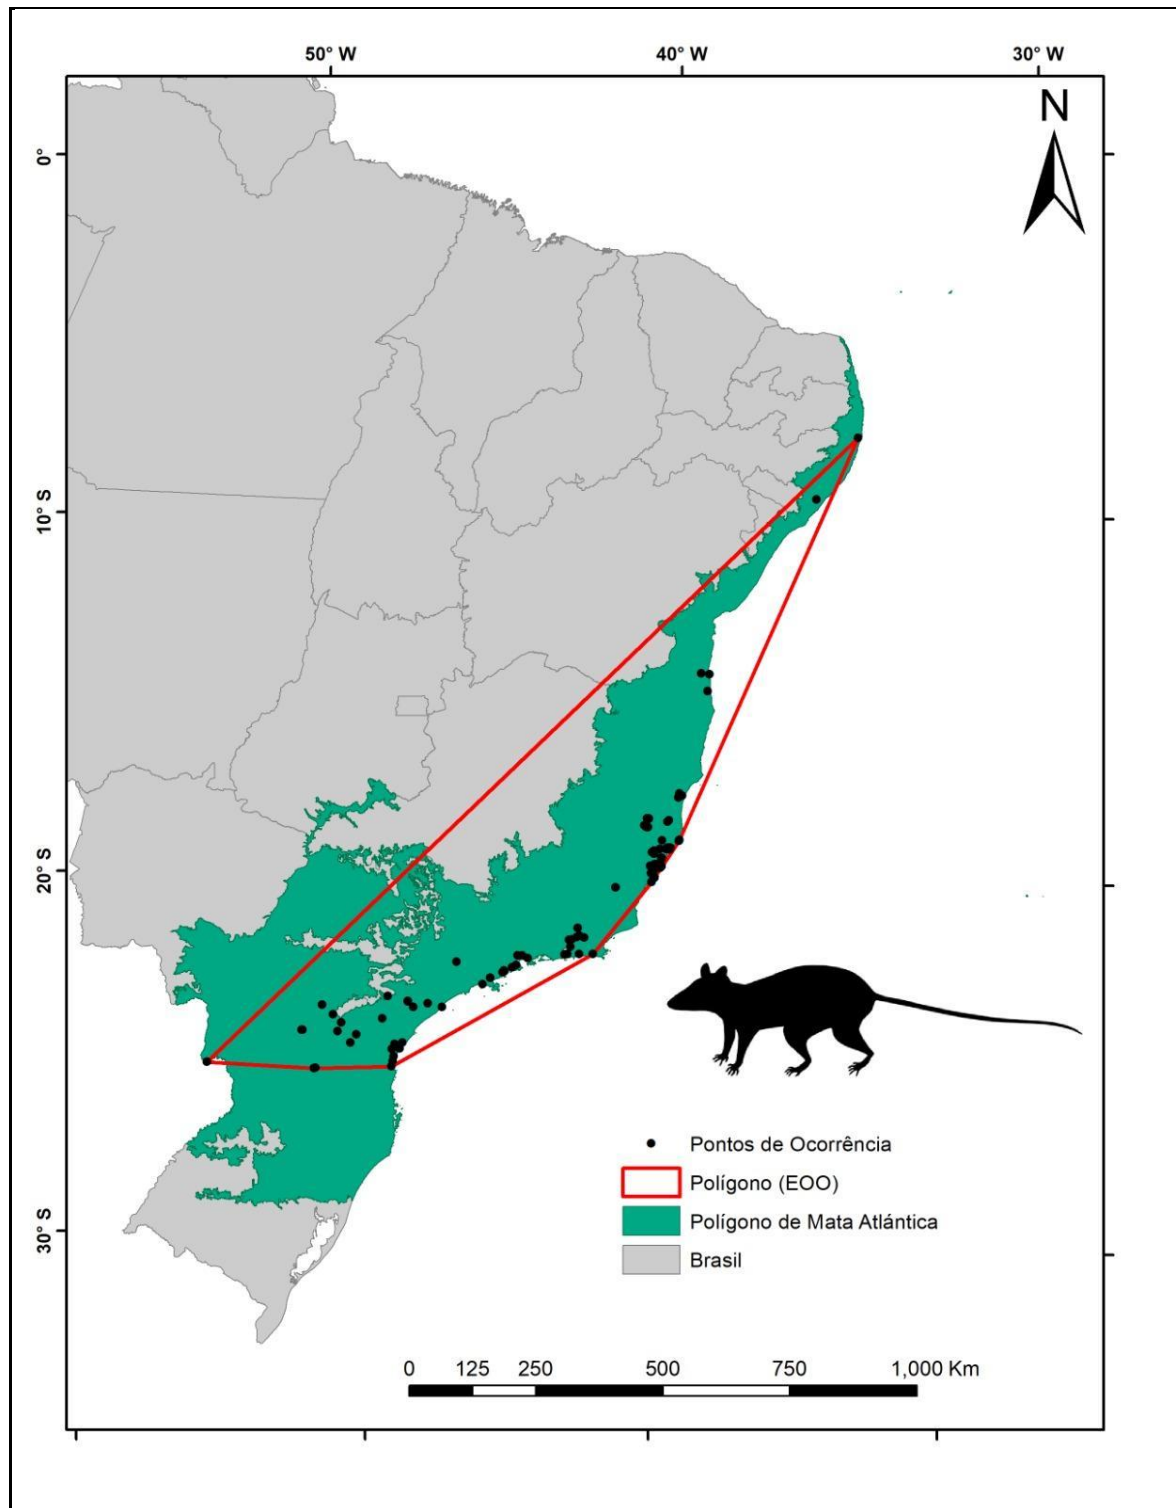 50° W 40° W 30° W
N
0°
10° S
20° S
30° S
Pontos de Ocorrência
Polígono (EOO)
Polígono de Mata Atlántica
Brasil
0 125 250 500 750 1,000 Km